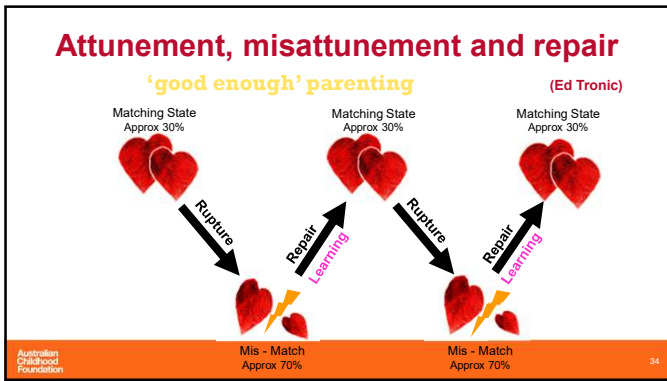 Attunement, misattunement and repair
‘good enough’ parenting
(Ed Tronic)
Matching State
Approx 30%
Matching State
Approx 30%
Matching State
Approx 30%
Rupture
Repair
Learning
Rupture
Repair
Learning
Mis - Match
Approx 70%
Mis - Match
Approx 70%
Australian
Childhood
Foundation
34